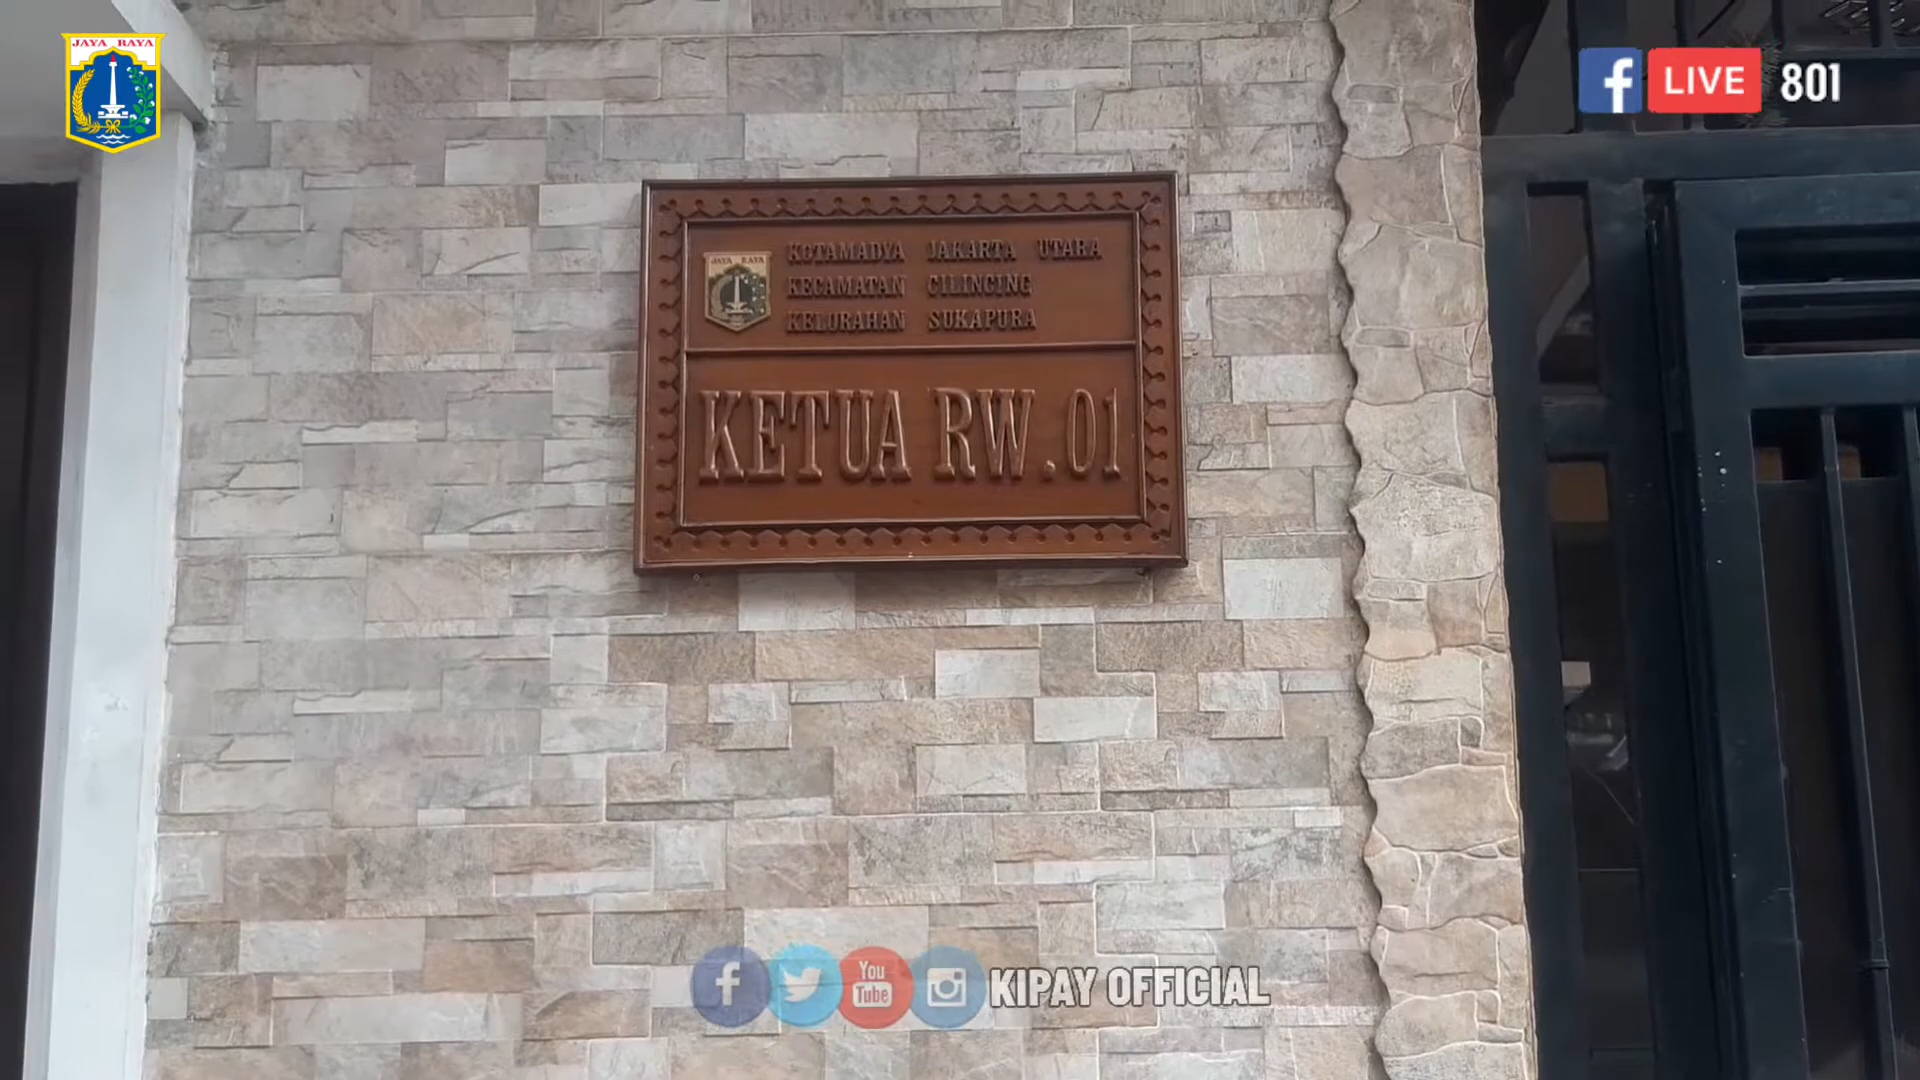 JAYA RAYA
f LIVE 801
JAYA RAYA
KOTAMADYA JAKARTA UTARA
KECAMATAN CILINCING
KELURAHAN SUKAPURA
KETUA RW.01
f You Tube KIPAY OFFICIAL